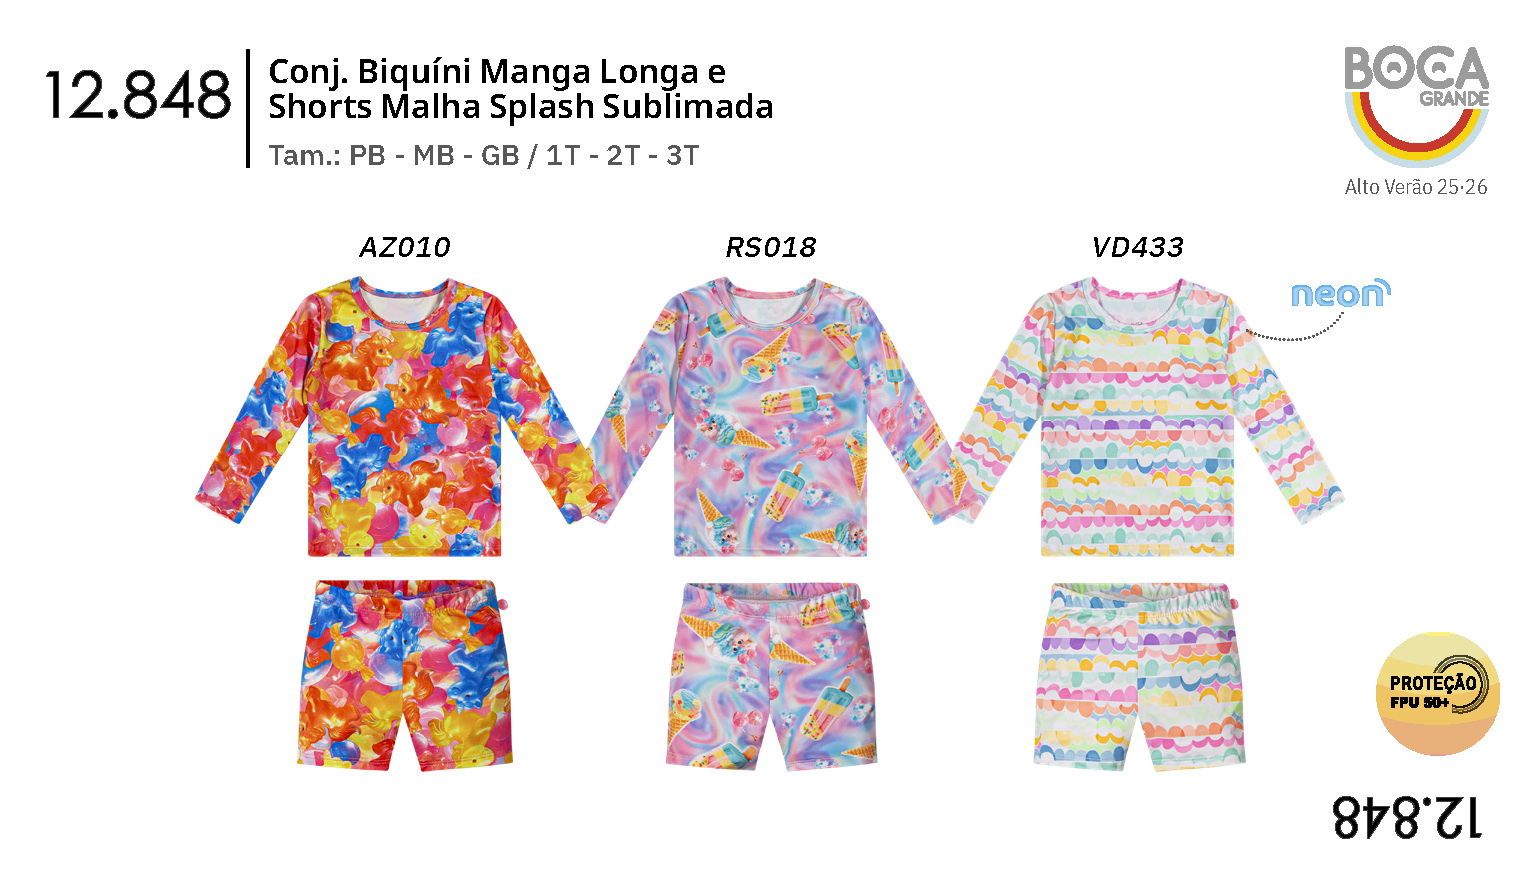 12.848
Conj. Biquíni Manga Longa e
Shorts Malha Splash Sublimada
Tam.: PB - MB - GB / 1T - 2T - 3T
BOCA
GRANDE
Alto Verão 25·26
AZ010
RS018
VD433
neon
PROTEÇÃO
FPU 50+
12.848